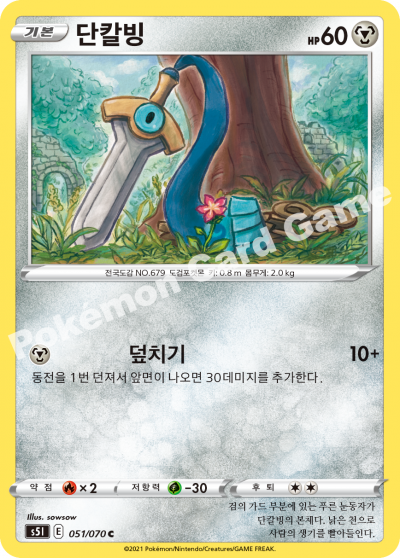 기본 단칼빙 HP 60
전국도감 NO.679 도검포켓몬 키: 0.8 m 몸무게: 2.0 kg
Pokémon Card Game
덮치기 10+
동전을 1번 던져서 앞면이 나오면 30데미지를 추가한다.
약점 ×2 저항력 -30 후퇴
Illus. sowsow
s5I E 051/070 C
검의 가드 부분에 있는 푸른 눈동자가
단칼빙의 본체다. 낡은 천으로
사람의 생기를 빨아들인다.
©2021 Pokémon/Nintendo/Creatures/GAME FREAK.